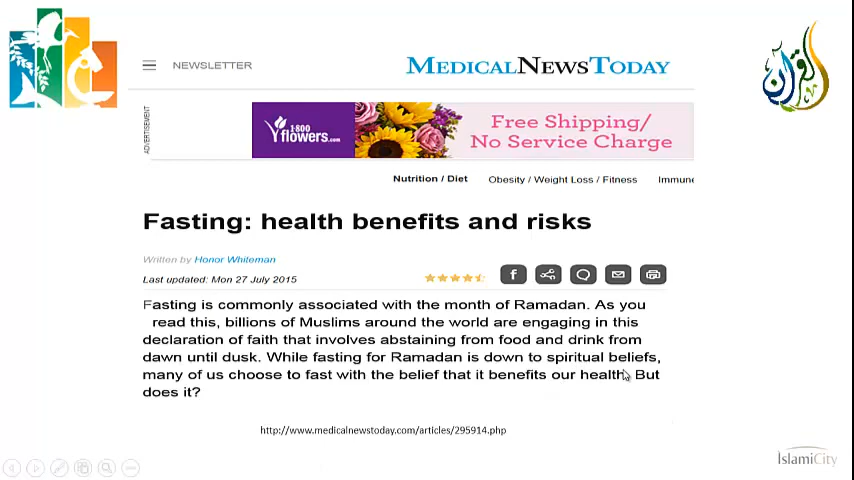 NEWSLETTER
MEDICALNEWSTODAY
ADVERTISEMENT
1-800
flowers.com
Free Shipping/
No Service Charge
Nutrition / Diet Obesity / Weight Loss / Fitness Immune
Fasting: health benefits and risks
Written by Honor Whiteman
Last updated: Mon 27 July 2015
f
Fasting is commonly associated with the month of Ramadan. As you
read this, billions of Muslims around the world are engaging in this
declaration of faith that involves abstaining from food and drink from
dawn until dusk. While fasting for Ramadan is down to spiritual beliefs,
many of us choose to fast with the belief that it benefits our health. But
does it?
http://www.medicalnewstoday.com/articles/295914.php
IslamiCity
القرآن